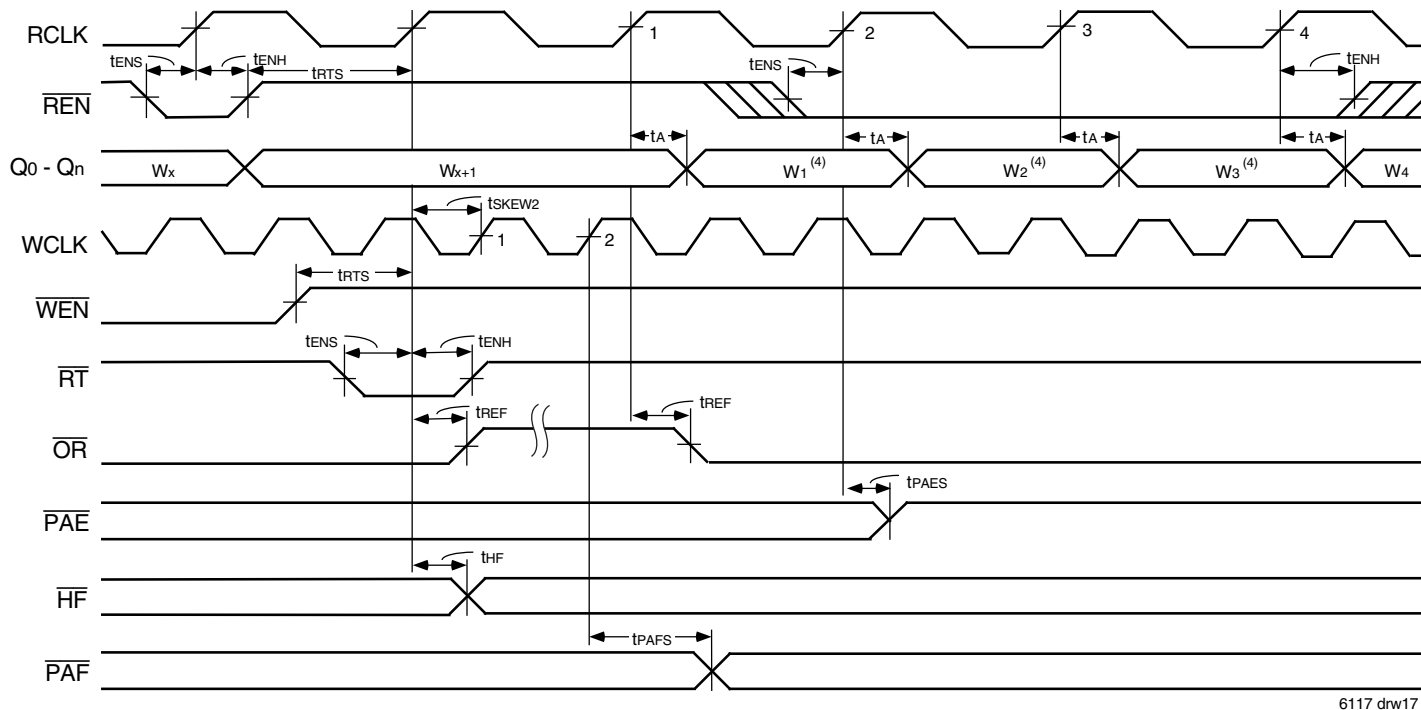 RCLK 1 2 3 4
tENS tENH tRTS tENS tENH
REN
tA tA tA tA
Q0 - Qn Wx Wx+1 W1(4) W2(4) W3(4) W4
tSKEW2
WCLK 1 2
tRTS
WEN
tENS tENH
RT
tREF tREF
OR
tPAES
PAE
tHF
HF
tPAFS
PAF
6117 drw17